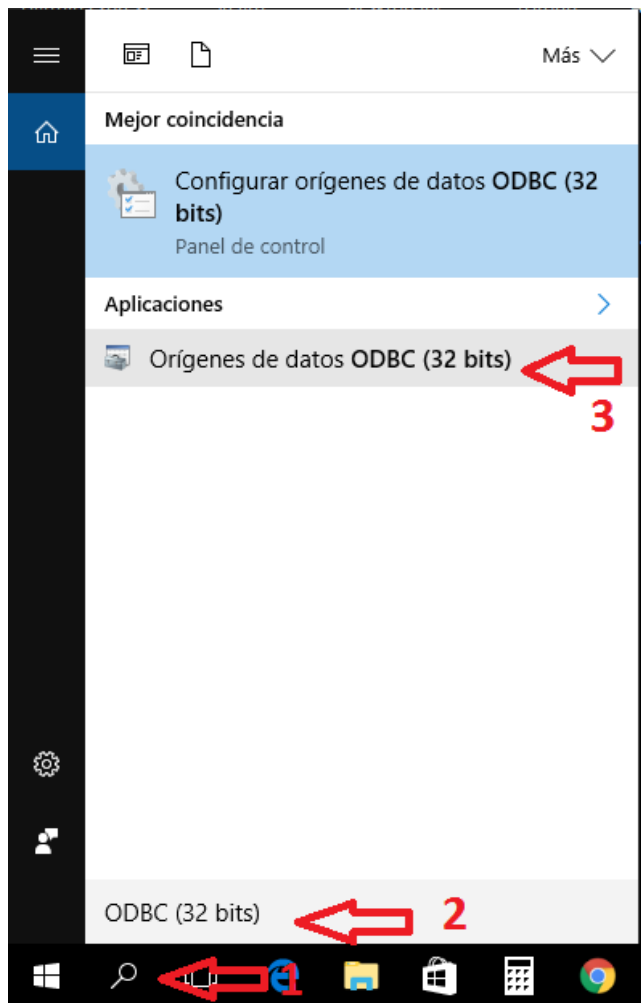 Más
Mejor coincidencia
Configurar orígenes de datos ODBC (32
bits)
Panel de control
Aplicaciones
Orígenes de datos ODBC (32 bits)
3
ODBC (32 bits)
2
1